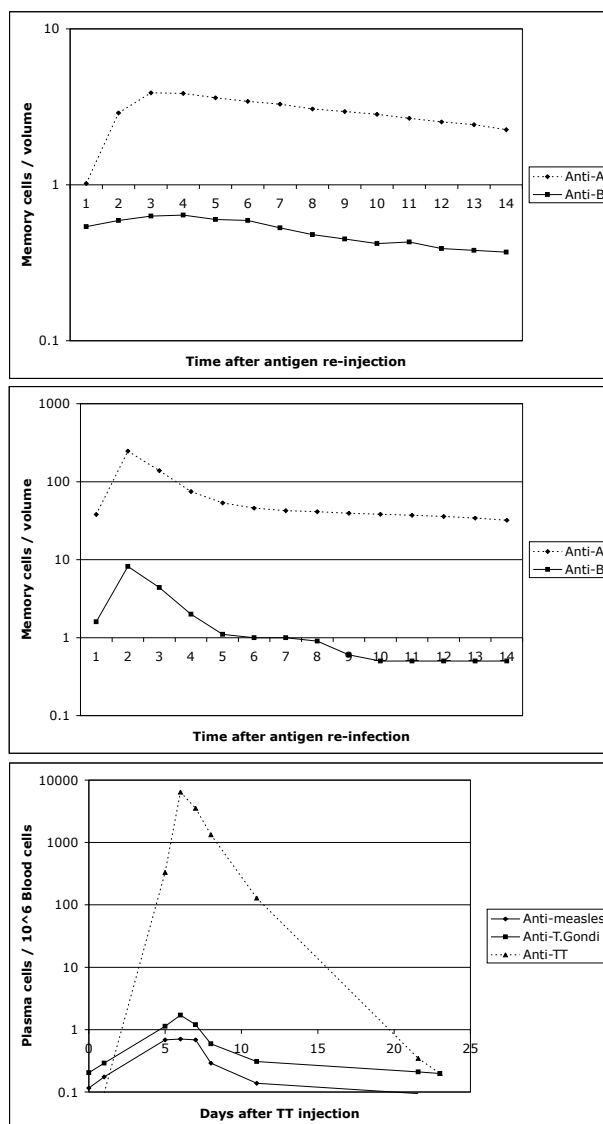 10
1
0.1
Memory cells / volume
1 2 3 4 5 6 7 8 9 10 11 12 13 14
Time after antigen re-injection
Anti-A
Anti-B
1000
100
10
1
0.1
Memory cells / volume
1 2 3 4 5 6 7 8 9 10 11 12 13 14
Time after antigen re-infection
Anti-A
Anti-B
10000
1000
100
10
1
0.1
Plasma cells / 10^6 Blood cells
0 5 10 15 20 25
Days after TT injection
Anti-measles
Anti-T.Gondi
Anti-TT